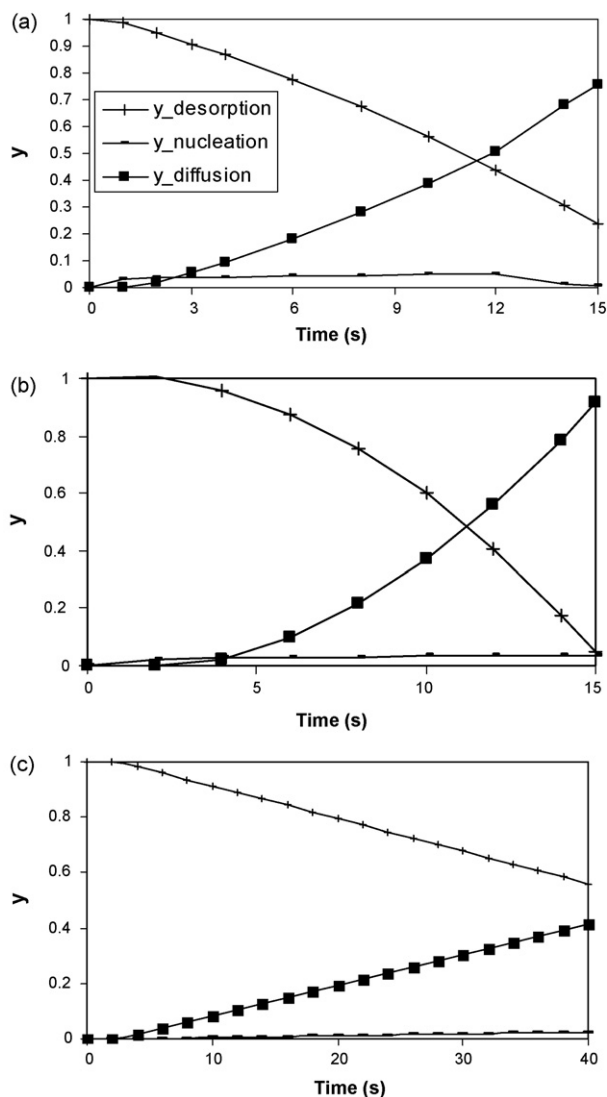 (a)
1
0.9
0.8
0.7
0.6
0.5
0.4
0.3
0.2
0.1
0
y
y_desorption
y_nucleation
y_diffusion
0 3 6 9 12 15
Time (s)
(b)
1
0.8
0.6
0.4
0.2
0
y
0 5 10 15
Time (s)
(c)
1
0.8
0.6
0.4
0.2
0
y
0 10 20 30 40
Time (s)